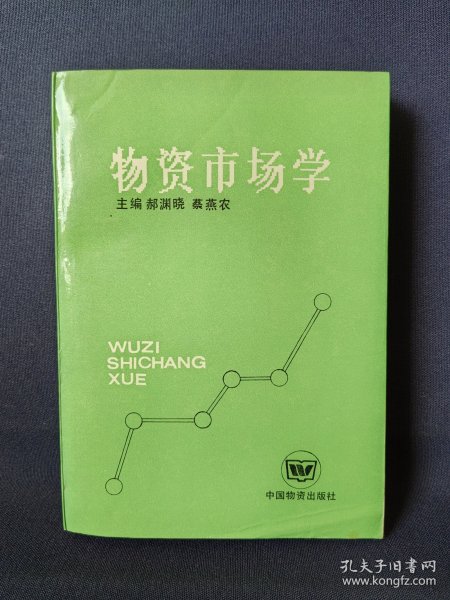 物资市场学
主编 郝渊晓 蔡燕农
WUZI
SHICHANG
XUE
中国物资出版社
孔夫子旧书网
www.kongfz.com